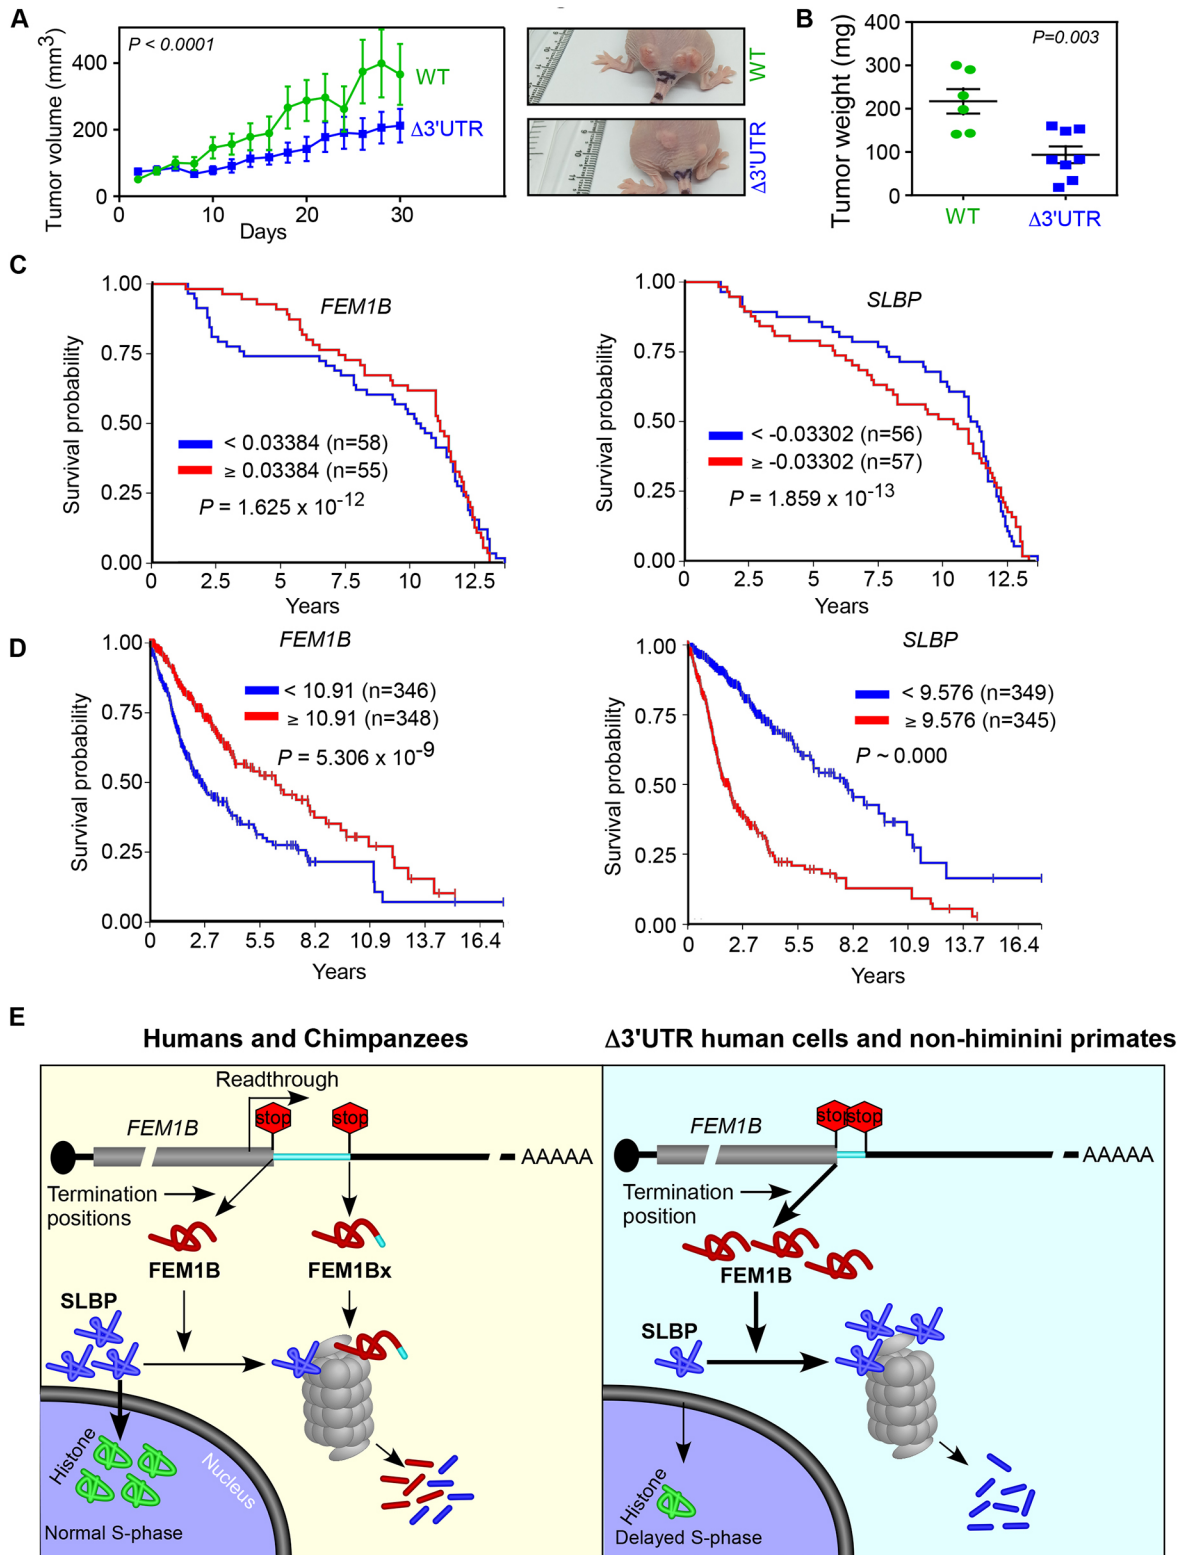 A
P < 0.0001
Tumor volume (mm3)
400
200
0
0
10
20
30
Days
WT
Δ3'UTR
WT
Δ3'UTR
B
P=0.003
Tumor weight (mg)
400
300
200
100
0
WT
Δ3'UTR
C
FEM1B
Survival probability
1.00
0.75
0.50
0.25
0.00
< 0.03384 (n=58)
≥ 0.03384 (n=55)
P = 1.625 x 10-12
0 2.5 5 7.5 10 12.5
Years
SLBP
Survival probability
1.00
0.75
0.50
0.25
0.00
< -0.03302 (n=56)
≥ -0.03302 (n=57)
P = 1.859 x 10-13
0 2.5 5 7.5 10 12.5
Years
D
FEM1B
Survival probability
1.00
0.75
0.50
0.25
0.00
< 10.91 (n=346)
≥ 10.91 (n=348)
P = 5.306 x 10-9
0 2.7 5.5 8.2 10.9 13.7 16.4
Years
SLBP
Survival probability
1.00
0.75
0.50
0.25
0.00
< 9.576 (n=349)
≥ 9.576 (n=345)
P ~ 0.000
0 2.7 5.5 8.2 10.9 13.7 16.4
Years
E
Humans and Chimpanzees
Readthrough
stop
stop
FEM1B
AAAAA
Termination
positions
FEM1B
FEM1Bx
SLBP
Histone
Nucleus
Normal S-phase
Δ3'UTR human cells and non-himinini primates
stop
stop
FEM1B
AAAAA
Termination
position
FEM1B
SLBP
Histone
Delayed S-phase